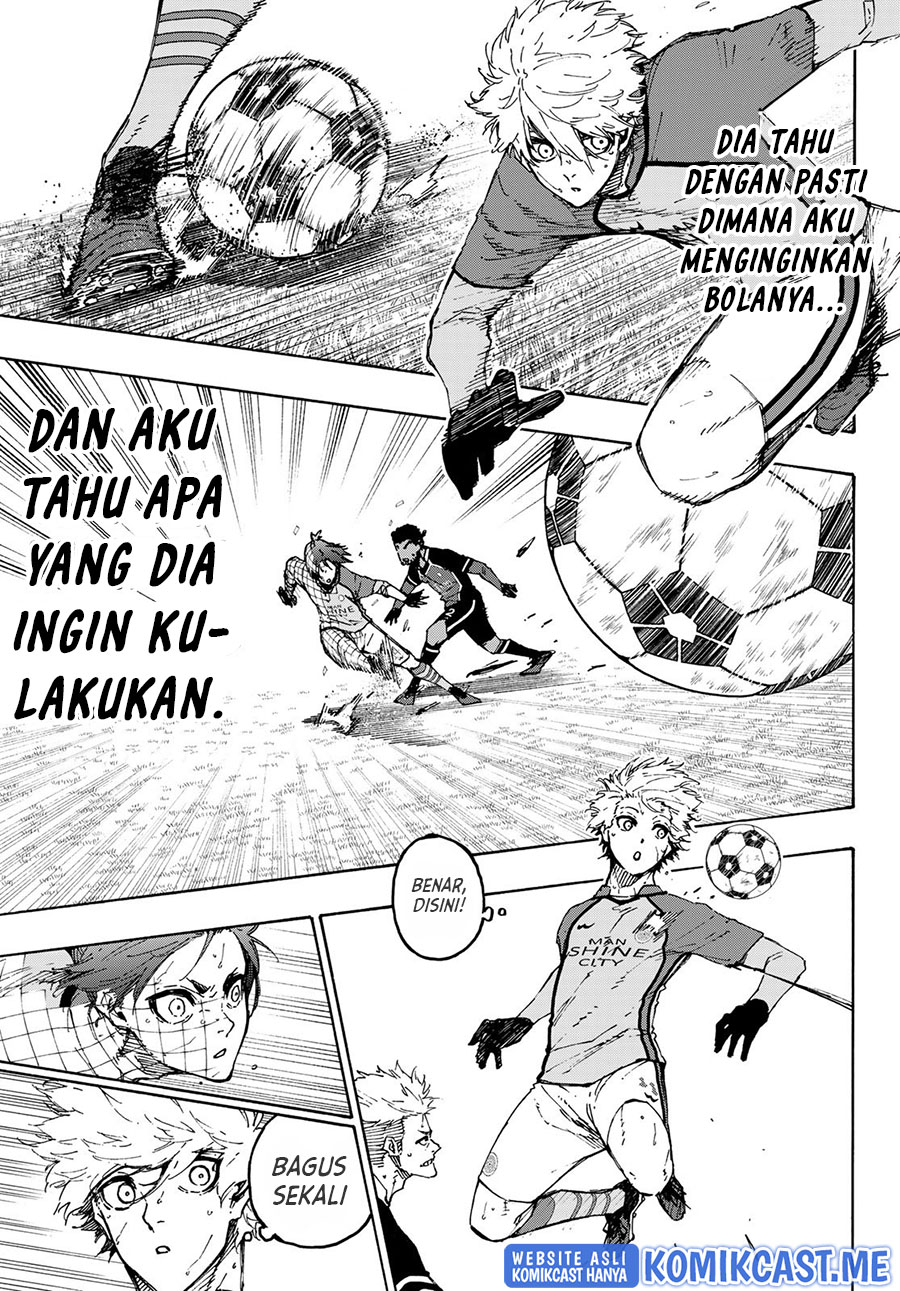 DIA TAHU
DENGAN PASTI
DIMANA AKU
MENGINGINKAN
BOLANYA...
DAN AKU
TAHU APA
YANG DIA
INGIN KU-
LAKUKAN.
BENAR,
DISINI!
MAN
SHINE
CITY
BAGUS
SEKALI
WEBSITE ASLI
KOMIKCAST HANYA
KOMIKCAST.ME